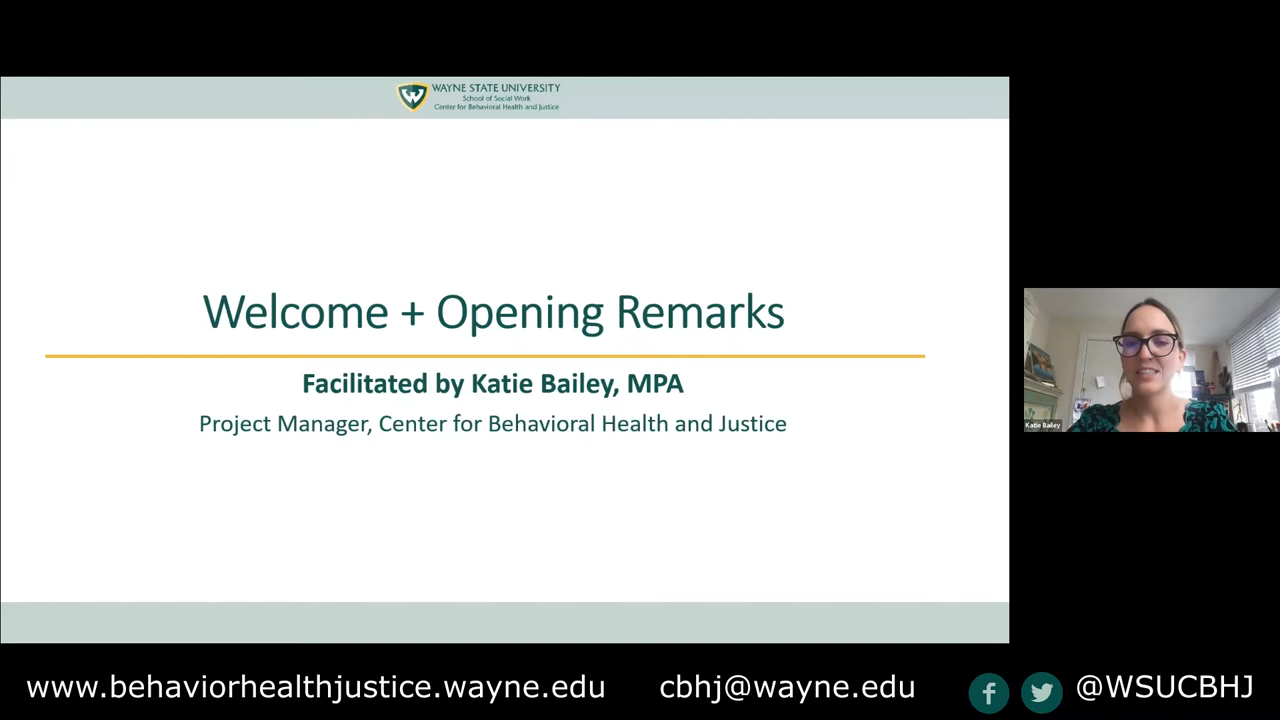 WAYNE STATE UNIVERSITY
School of Social Work
Center for Behavioral Health and Justice
Welcome + Opening Remarks
Facilitated by Katie Bailey, MPA
Project Manager, Center for Behavioral Health and Justice
Katie Bailey
www.behaviorhealthjustice.wayne.edu
cbhj@wayne.edu
@WSUCBHJ